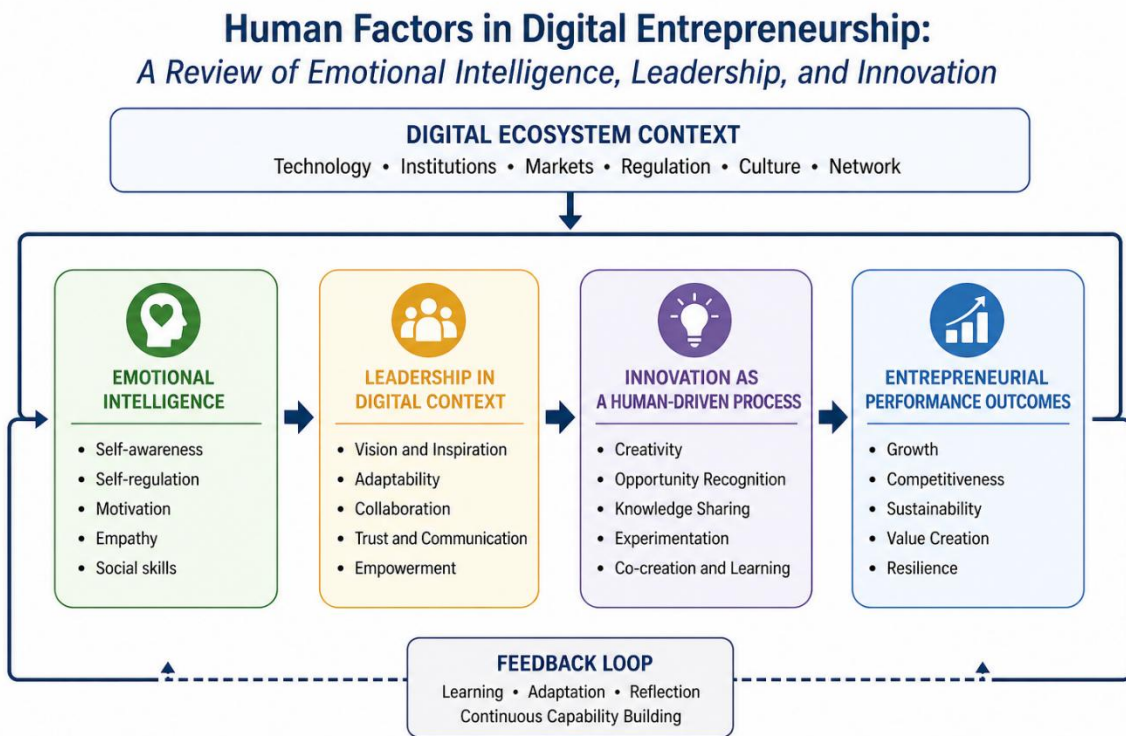 Human Factors in Digital Entrepreneurship:
A Review of Emotional Intelligence, Leadership, and Innovation
DIGITAL ECOSYSTEM CONTEXT
Technology • Institutions • Markets • Regulation • Culture • Network
EMOTIONAL
INTELLIGENCE
• Self-awareness
• Self-regulation
• Motivation
• Empathy
• Social skills
LEADERSHIP IN
DIGITAL CONTEXT
• Vision and Inspiration
• Adaptability
• Collaboration
• Trust and Communication
• Empowerment
INNOVATION AS
A HUMAN-DRIVEN PROCESS
• Creativity
• Opportunity Recognition
• Knowledge Sharing
• Experimentation
• Co-creation and Learning
ENTREPRENEURIAL
PERFORMANCE OUTCOMES
• Growth
• Competitiveness
• Sustainability
• Value Creation
• Resilience
FEEDBACK LOOP
Learning • Adaptation • Reflection
Continuous Capability Building